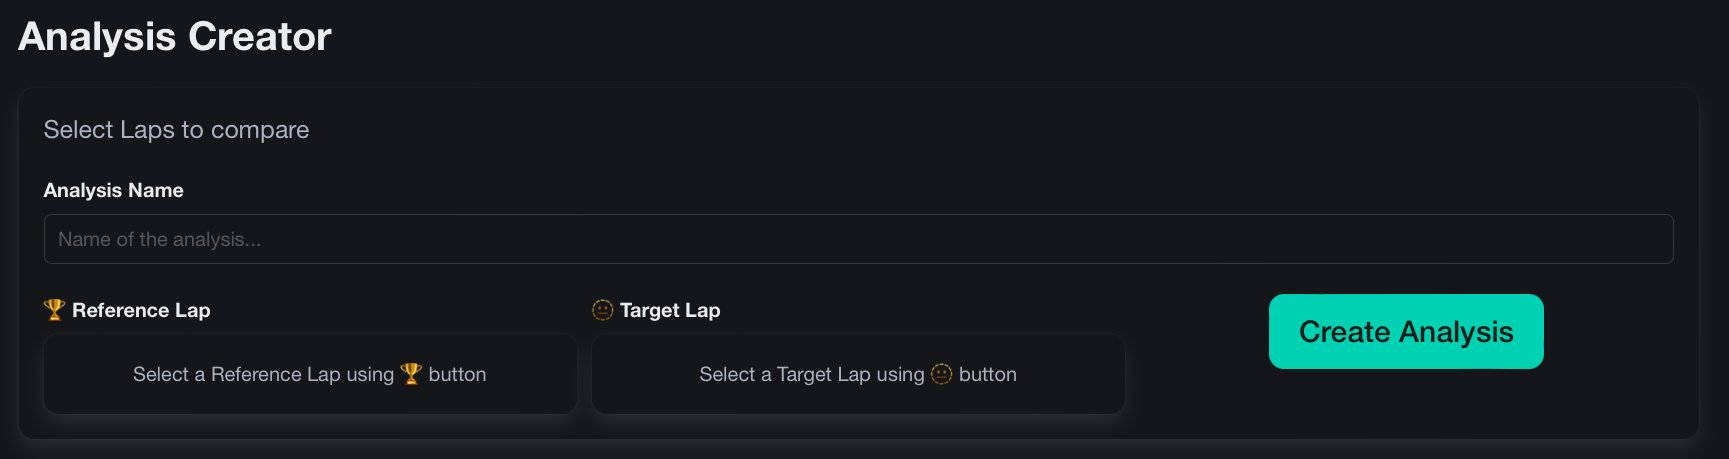 Analysis Creator
Select Laps to compare
Analysis Name
Name of the analysis...
🏆 Reference Lap
😐 Target Lap
Create Analysis
Select a Reference Lap using 🏆 button
Select a Target Lap using 😐 button